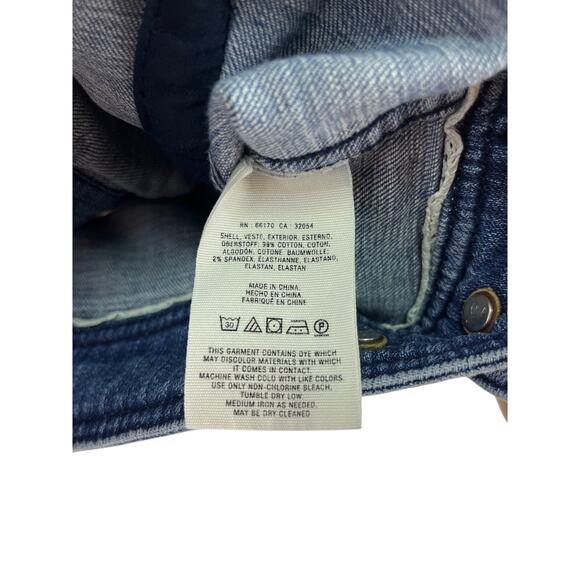 RN : 66170 CA : 32054
SHELL, VESTE, EXTERIOR, ESTERNO,
OBERSTOFF: 98% COTTON, COTON,
ALGODÓN, COTONE, BAUMWOLLE;
2% SPANDEX, ÉLASTHANNE, ELASTANO,
ELASTAN, ELASTAN
MADE IN CHINA
HECHO EN CHINA
FABRIQUÉ EN CHINE
30 P
THIS GARMENT CONTAINS DYE WHICH
MAY DISCOLOR MATERIALS WITH WHICH
IT COMES IN CONTACT.
MACHINE WASH COLD WITH LIKE COLORS.
USE ONLY NON-CHLORINE BLEACH,
TUMBLE DRY LOW.
MEDIUM IRON AS NEEDED.
MAY BE DRY CLEANED